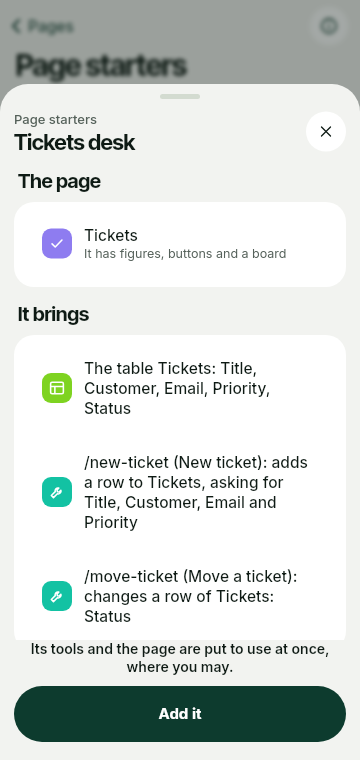 Pages
Page starters
Page starters
Tickets desk
The page
Tickets
It has figures, buttons and a board
It brings
The table Tickets: Title,
Customer, Email, Priority,
Status
/new-ticket (New ticket): adds
a row to Tickets, asking for
Title, Customer, Email and
Priority
/move-ticket (Move a ticket):
changes a row of Tickets:
Status
Its tools and the page are put to use at once,
where you may.
Add it